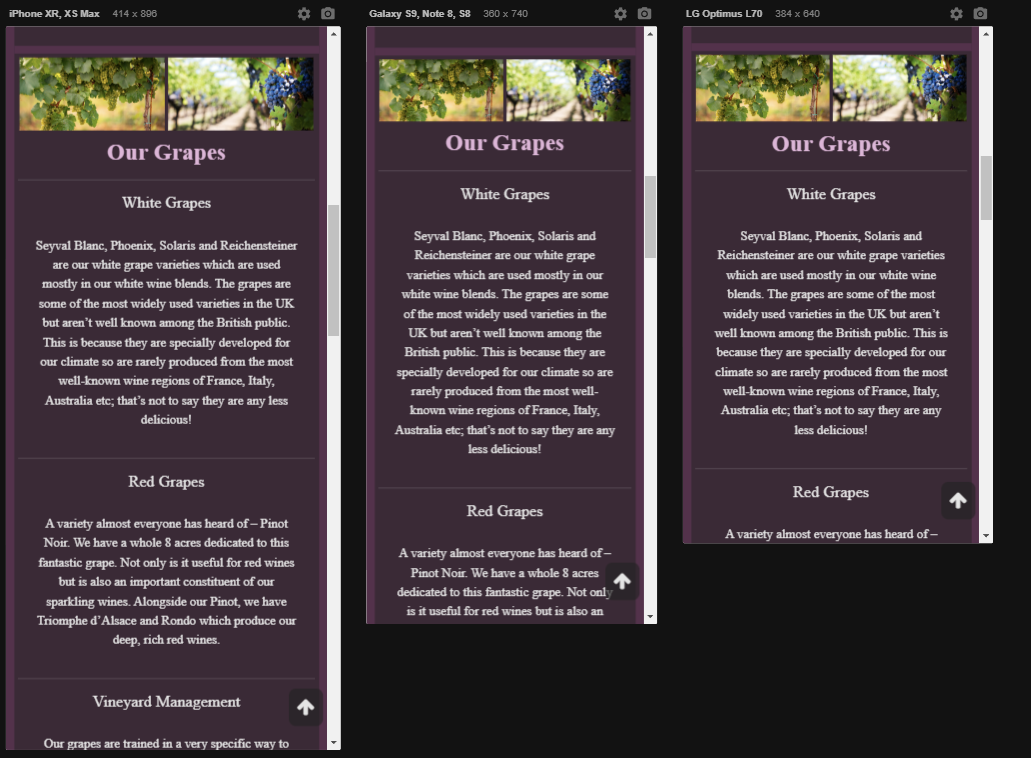 iPhone XR, XS Max 414 x 896
Our Grapes
White Grapes
Seyval Blanc, Phoenix, Solaris and Reichensteiner
are our white grape varieties which are used
mostly in our white wine blends. The grapes are
some of the most widely used varieties in the UK
but aren’t well known among the British public.
This is because they are specially developed for
our climate so are rarely produced from the most
well-known wine regions of France, Italy,
Australia etc; that’s not to say they are any less
delicious!
Red Grapes
A variety almost everyone has heard of – Pinot
Noir. We have a whole 8 acres dedicated to this
fantastic grape. Not only is it useful for red wines
but is also an important constituent of our
sparkling wines. Alongside our Pinot, we have
Triomphe d’Alsace and Rondo which produce our
deep, rich red wines.
Vineyard Management
Our grapes are trained in a very specific way to
Galaxy S9, Note 8, S8 360 x 740
Our Grapes
White Grapes
Seyval Blanc, Phoenix, Solaris and
Reichensteiner are our white grape
varieties which are used mostly in our
white wine blends. The grapes are some
of the most widely used varieties in the
UK but aren’t well known among the
British public. This is because they are
specially developed for our climate so are
rarely produced from the most well-
known wine regions of France, Italy,
Australia etc; that’s not to say they are any
less delicious!
Red Grapes
A variety almost everyone has heard of –
Pinot Noir. We have a whole 8 acres
dedicated to this fantastic grape. Not only
is it useful for red wines but is also an
LG Optimus L70 384 x 640
Our Grapes
White Grapes
Seyval Blanc, Phoenix, Solaris and
Reichensteiner are our white grape varieties
which are used mostly in our white wine
blends. The grapes are some of the most
widely used varieties in the UK but aren’t
well known among the British public. This is
because they are specially developed for our
climate so are rarely produced from the most
well-known wine regions of France, Italy,
Australia etc; that’s not to say they are any
less delicious!
Red Grapes
A variety almost everyone has heard of –